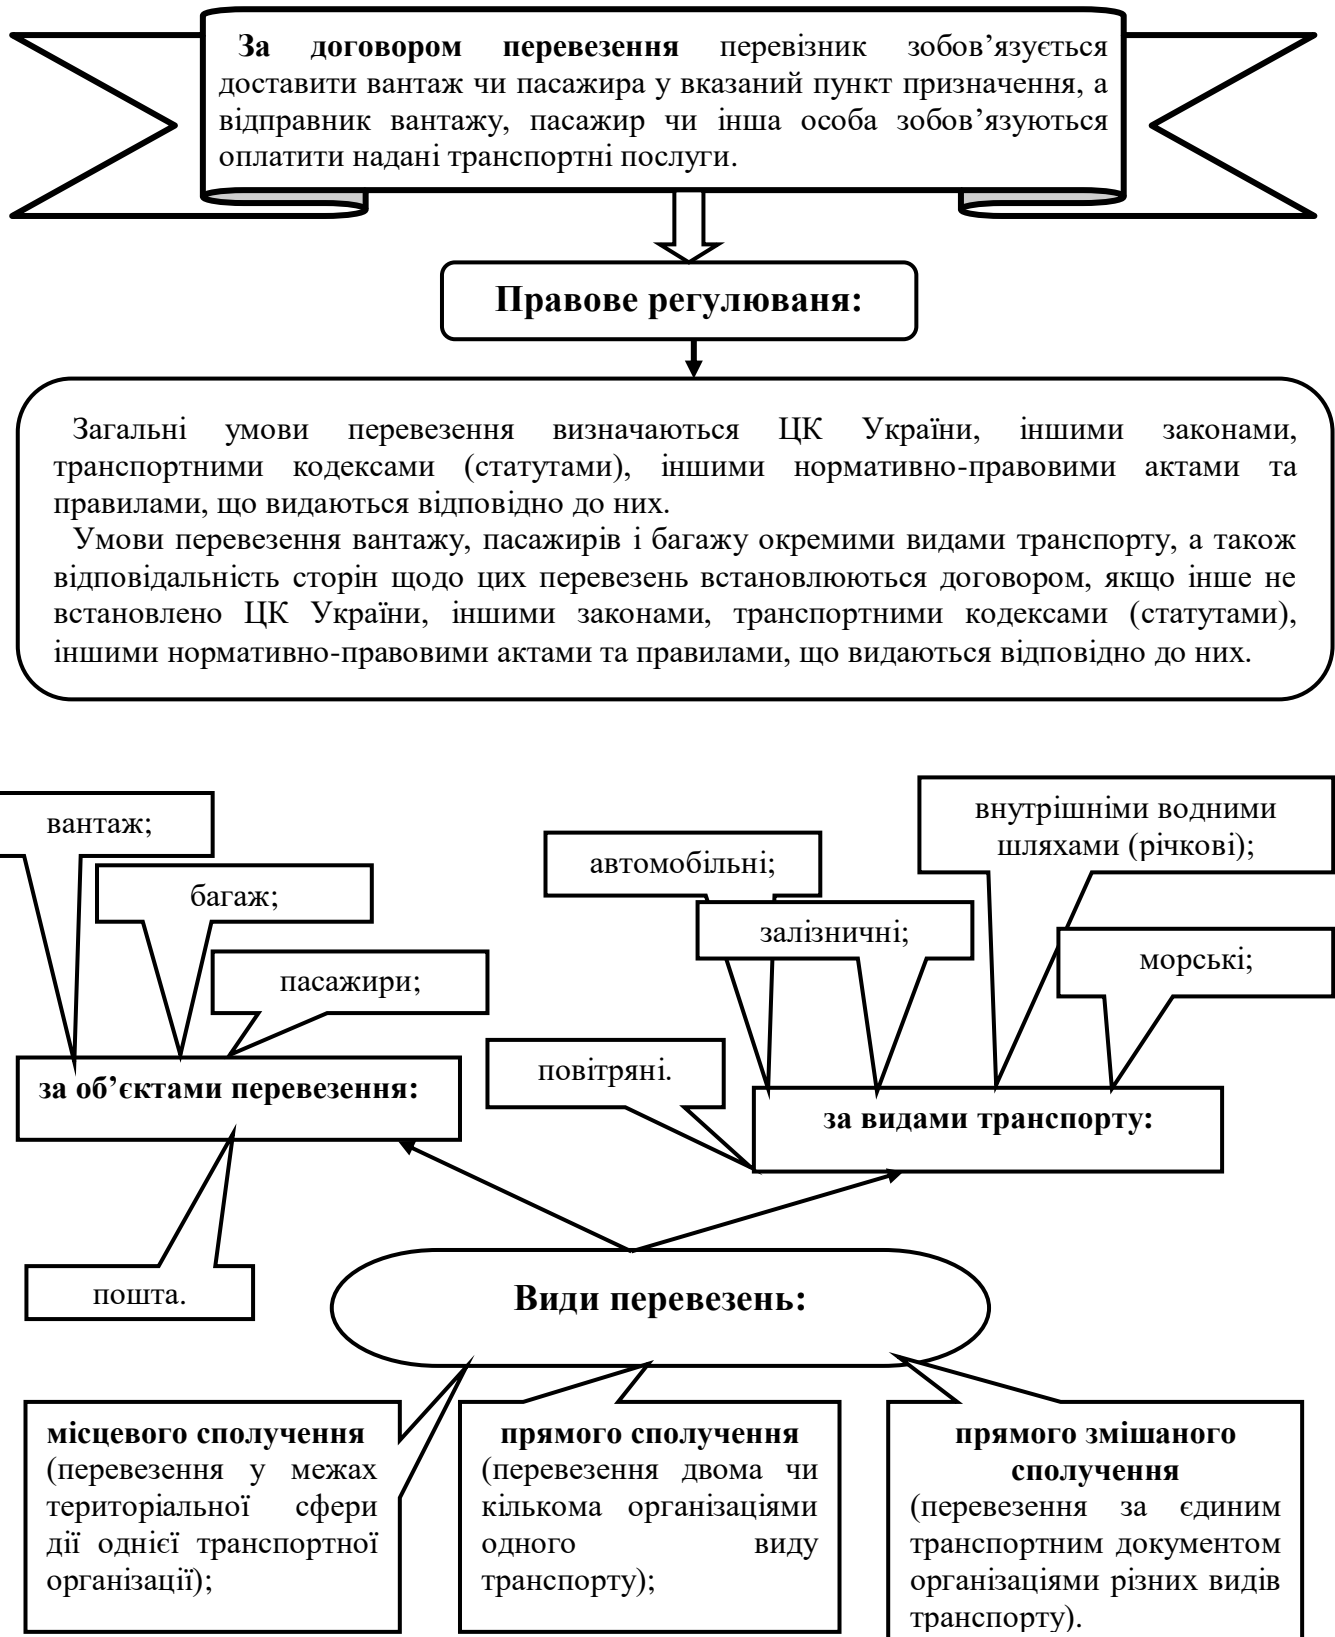 За договором перевезення перевізник зобов’язується
доставити вантаж чи пасажира у вказаний пункт призначення, а
відправник вантажу, пасажир чи інша особа зобов’язуються
оплатити надані транспортні послуги.
Правове регулюваня:
Загальні умови перевезення визначаються ЦК України, іншими законами,
транспортними кодексами (статутами), іншими нормативно-правовими актами та
правилами, що видаються відповідно до них.
Умови перевезення вантажу, пасажирів і багажу окремими видами транспорту, а також
відповідальність сторін щодо цих перевезень встановлюються договором, якщо інше не
встановлено ЦК України, іншими законами, транспортними кодексами (статутами),
іншими нормативно-правовими актами та правилами, що видаються відповідно до них.
вантаж;
багаж;
пасажири;
за об’єктами перевезення:
пошта.
автомобільні;
залізничні;
внутрішніми водними
шляхами (річкові);
морські;
повітряні.
за видами транспорту:
Види перевезень:
місцевого сполучення
(перевезення у межах
територіальної сфери
дії однієї транспортної
організації);
прямого сполучення
(перевезення двома чи
кількома організаціями
одного виду
транспорту);
прямого змішаного
сполучення
(перевезення за єдиним
транспортним документом
організаціями різних видів
транспорту).